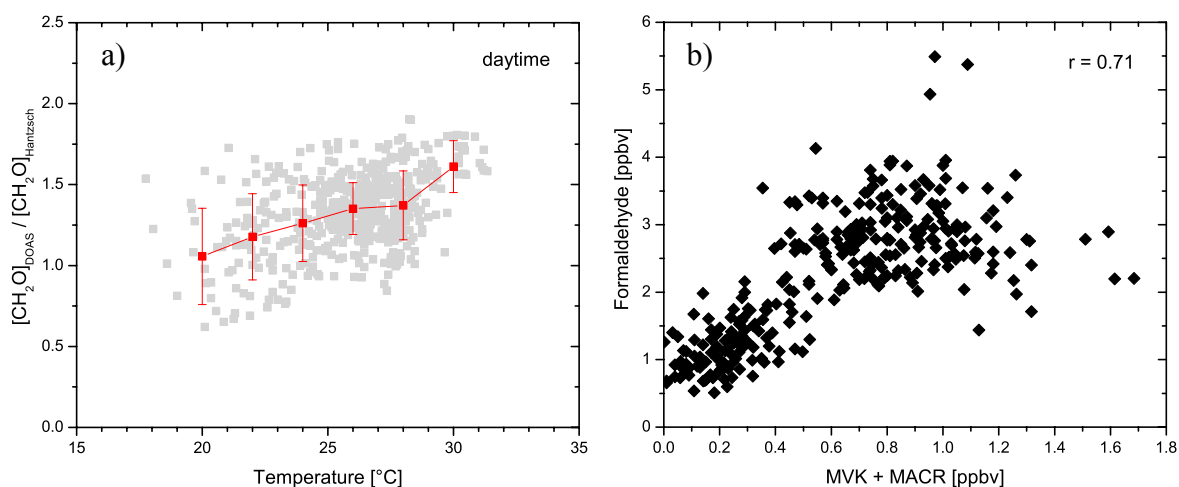 a)
daytime
2.5
2.0
1.5
1.0
0.5
0.0
[CH2O]DOAS / [CH2O]Hantzsch
15 20 25 30 35
Temperature [°C]
b)
r = 0.71
6
5
4
3
2
1
0
Formaldehyde [ppbv]
0.0 0.2 0.4 0.6 0.8 1.0 1.2 1.4 1.6 1.8
MVK + MACR [ppbv]